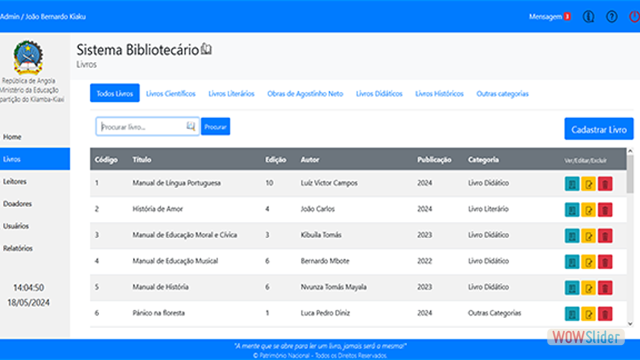 Admin / João Bernardo Kiaku
Mensagem 3
República de Angola
Ministério da Educação
partição do Kilamba-Kiaxi
Home
Livros
Leitores
Doadores
Usuários
Relatórios
14:04:50
18/05/2024
Sistema Bibliotecário
Livros
Todos Livros Livros Científicos Livros Literários Obras de Agostinho Neto Livros Didáticos Livros Históricos Outras categorias
Procurar livro... Procurar
Cadastrar Livro
Código Título Edição Autor Publicação Categoria Ver/Editar/Excluir
1 Manual de Língua Portuguesa 10 Luíz Victor Campos 2024 Livro Didático
2 História de Amor 4 João Carlos 2024 Livro Literário
3 Manual de Educação Moral e Cívica 3 Kibuila Tomás 2023 Livro Didático
4 Manual de Educação Musical 6 Bernardo Mbote 2022 Livro Didático
5 Manual de História 6 Nvunza Tomás Mayala 2023 Livro Didático
6 Pánico na floresta 1 Luca Pedro Diniz 2024 Outras Categorias
"A mente que se abre para ler um livro, jamais será a mesma!"
© Património Nacional - Todos os Direitos Reservados
WOWSlider